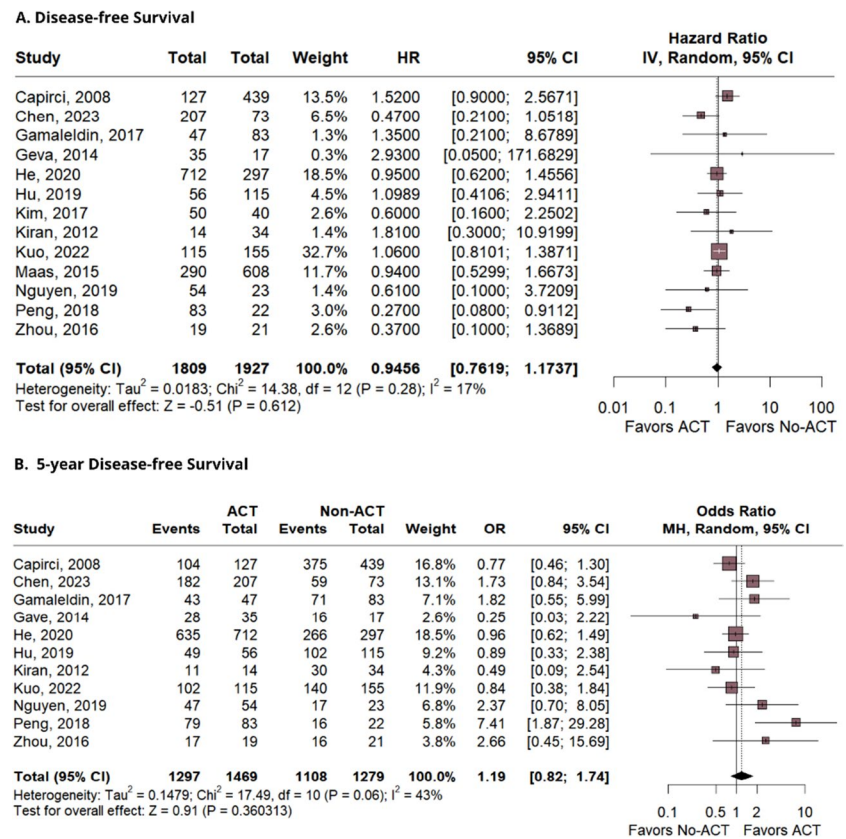 A. Disease-free Survival
Hazard Ratio
Study Total Total Weight HR 95% CI IV, Random, 95% CI
Capirci, 2008 127 439 13.5% 1.5200 [0.9000; 2.5671]
Chen, 2023 207 73 6.5% 0.4700 [0.2100; 1.0518]
Gamaleldin, 2017 47 83 1.3% 1.3500 [0.2100; 8.6789]
Geva, 2014 35 17 0.3% 2.9300 [0.0500; 171.6829]
He, 2020 712 297 18.5% 0.9500 [0.6200; 1.4556]
Hu, 2019 56 115 4.5% 1.0989 [0.4106; 2.9411]
Kim, 2017 50 40 2.6% 0.6000 [0.1600; 2.2502]
Kiran, 2012 14 34 1.4% 1.8100 [0.3000; 10.9199]
Kuo, 2022 115 155 32.7% 1.0600 [0.8101; 1.3871]
Maas, 2015 290 608 11.7% 0.9400 [0.5299; 1.6673]
Nguyen, 2019 54 23 1.4% 0.6100 [0.1000; 3.7209]
Peng, 2018 83 22 3.0% 0.2700 [0.0800; 0.9112]
Zhou, 2016 19 21 2.6% 0.3700 [0.1000; 1.3689]
Total (95% CI) 1809 1927 100.0% 0.9456 [0.7619; 1.1737]
Heterogeneity: Tau² = 0.0183; Chi² = 14.38, df = 12 (P = 0.28); I² = 17%
Test for overall effect: Z = -0.51 (P = 0.612)
0.01 0.1 1 10 100
Favors ACT Favors No-ACT
B. 5-year Disease-free Survival
ACT Non-ACT Odds Ratio
Study Events Total Events Total Weight OR 95% CI MH, Random, 95% CI
Capirci, 2008 104 127 375 439 16.8% 0.77 [0.46; 1.30]
Chen, 2023 182 207 59 73 13.1% 1.73 [0.84; 3.54]
Gamaleldin, 2017 43 47 71 83 7.1% 1.82 [0.55; 5.99]
Gave, 2014 28 35 16 17 2.6% 0.25 [0.03; 2.22]
He, 2020 635 712 266 297 18.5% 0.96 [0.62; 1.49]
Hu, 2019 49 56 102 115 9.2% 0.89 [0.33; 2.38]
Kiran, 2012 11 14 30 34 4.3% 0.49 [0.09; 2.54]
Kuo, 2022 102 115 140 155 11.9% 0.84 [0.38; 1.84]
Nguyen, 2019 47 54 17 23 6.8% 2.37 [0.70; 8.05]
Peng, 2018 79 83 16 22 5.8% 7.41 [1.87; 29.28]
Zhou, 2016 17 19 16 21 3.8% 2.66 [0.45; 15.69]
Total (95% CI) 1297 1469 1108 1279 100.0% 1.19 [0.82; 1.74]
Heterogeneity: Tau² = 0.1479; Chi² = 17.49, df = 10 (P = 0.06); I² = 43%
Test for overall effect: Z = 0.91 (P = 0.360313)
0.1 0.5 1 2 10
Favors No-ACT Favors ACT